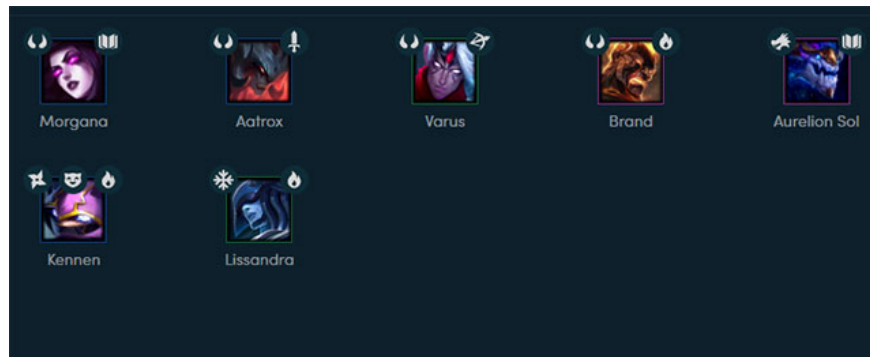 Morgana
Aatrox
Varus
Brand
Aurelion Sol
Kennen
Lissandra